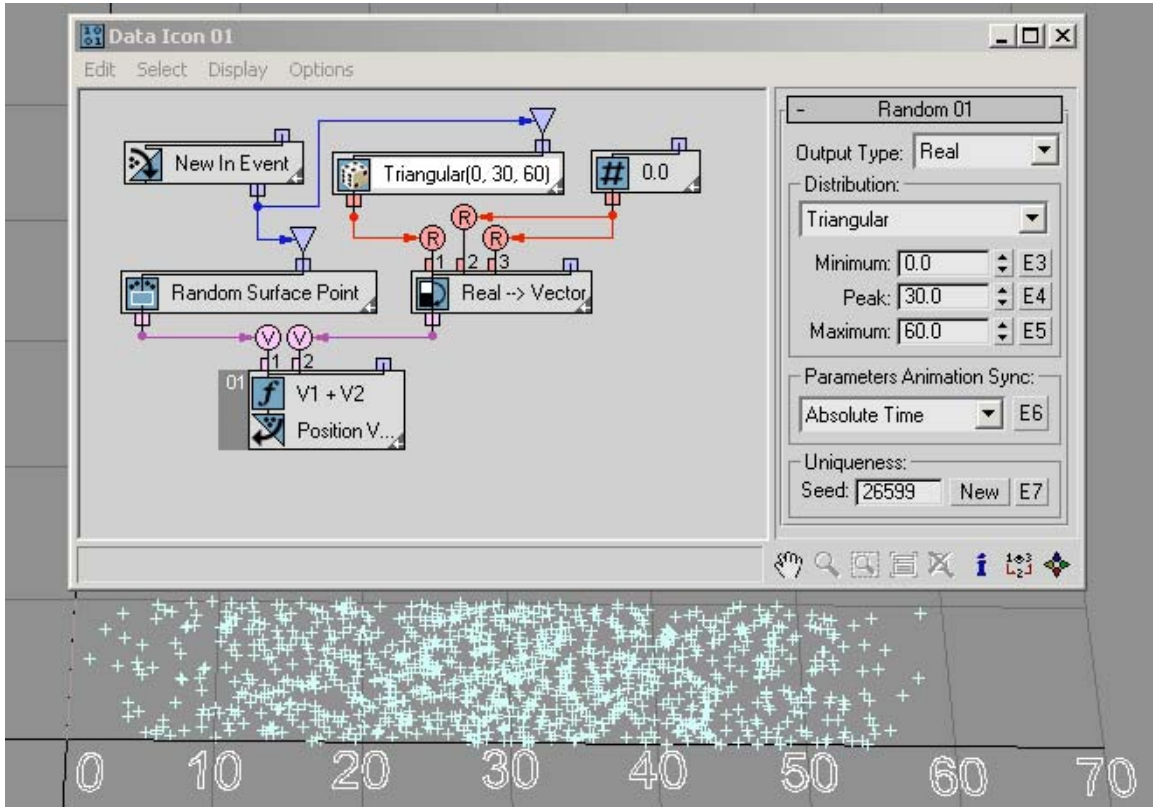 Data Icon 01
Edit Select Display Options
New In Event
Triangular(0, 30, 60)
0.0
R
R
R
1 2 3
Random Surface Point
Real --> Vector
V V
1 2
01
V1 + V2
Position V...
- Random 01
Output Type: Real
Distribution:
Triangular
Minimum: 0.0 E3
Peak: 30.0 E4
Maximum: 60.0 E5
Parameters Animation Sync:
Absolute Time E6
Uniqueness:
Seed: 26599 New E7
0 10 20 30 40 50 60 70